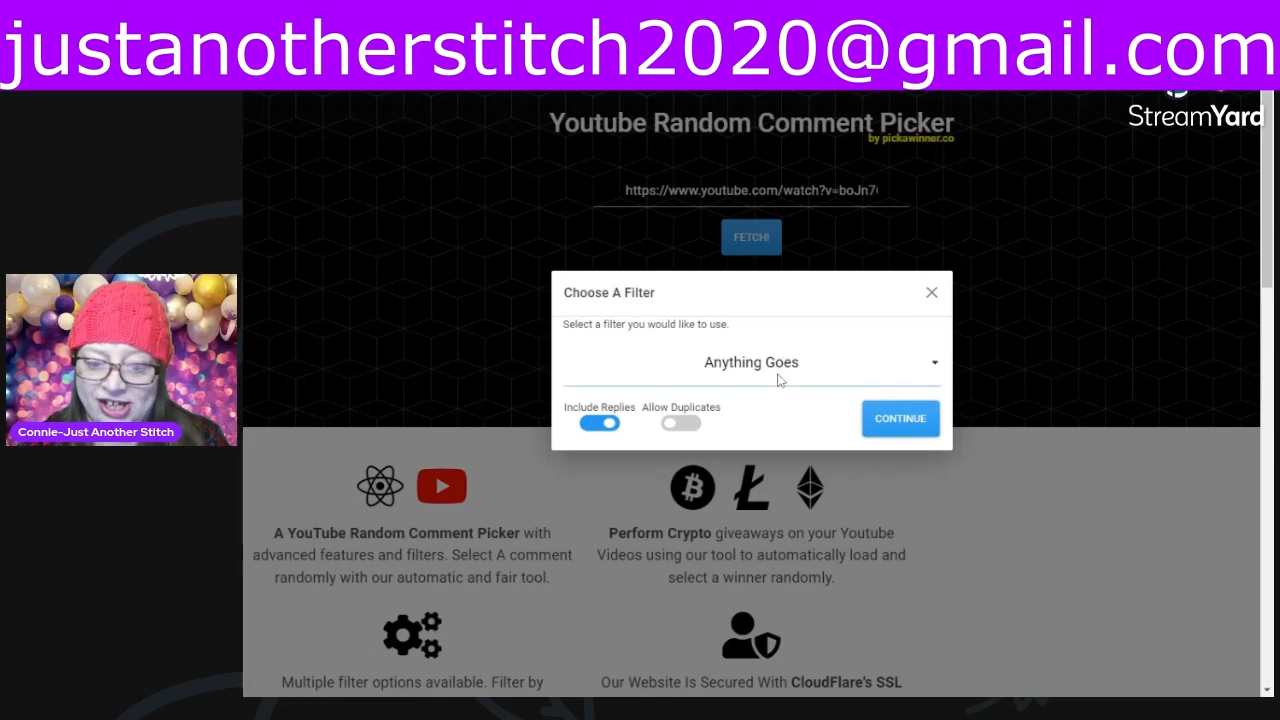 justanotherstitch2020@gmail.com
StreamYard
Youtube Random Comment Picker
by pickawinner.co
https://www.youtube.com/watch?v=boJn7
FETCH!
Choose A Filter
Select a filter you would like to use.
Anything Goes
Include Replies Allow Duplicates
CONTINUE
Connie-Just Another Stitch
A YouTube Random Comment Picker with
advanced features and filters. Select A comment
randomly with our automatic and fair tool.
Perform Crypto giveaways on your Youtube
Videos using our tool to automatically load and
select a winner randomly.
Multiple filter options available. Filter by
Our Website Is Secured With CloudFlare's SSL